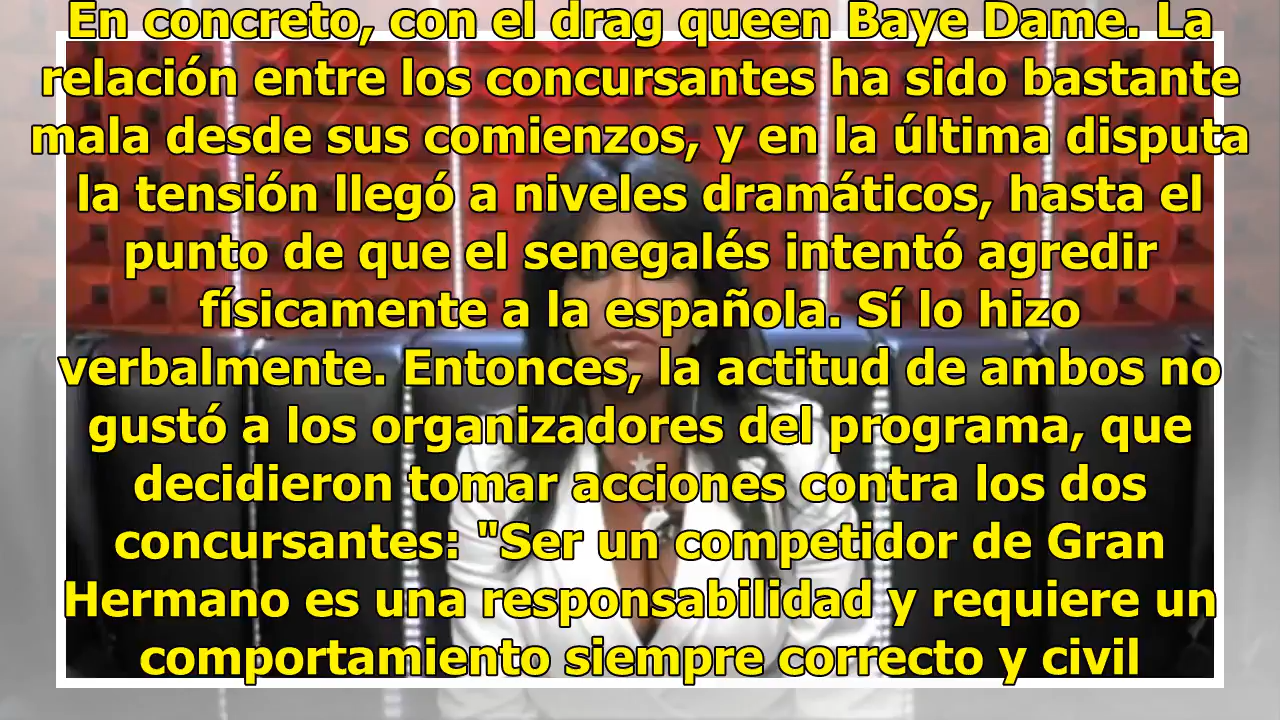 En concreto, con el drag queen Baye Dame. La
relación entre los concursantes ha sido bastante
mala desde sus comienzos, y en la última disputa
la tensión llegó a niveles dramáticos, hasta el
punto de que el senegalés intentó agredir
físicamente a la española. Sí lo hizo
verbalmente. Entonces, la actitud de ambos no
gustó a los organizadores del programa, que
decidieron tomar acciones contra los dos
concursantes: "Ser un competidor de Gran
Hermano es una responsabilidad y requiere un
comportamiento siempre correcto y civil